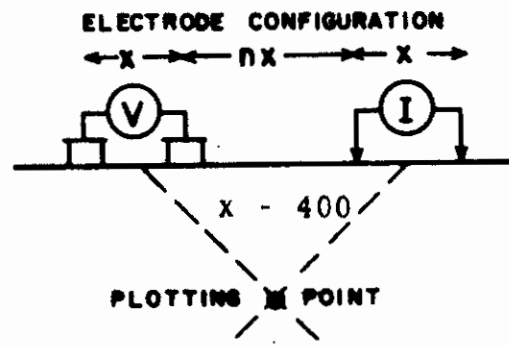 ELECTRODE CONFIGURATION
x nx x
V I
x - 400
PLOTTING POINT